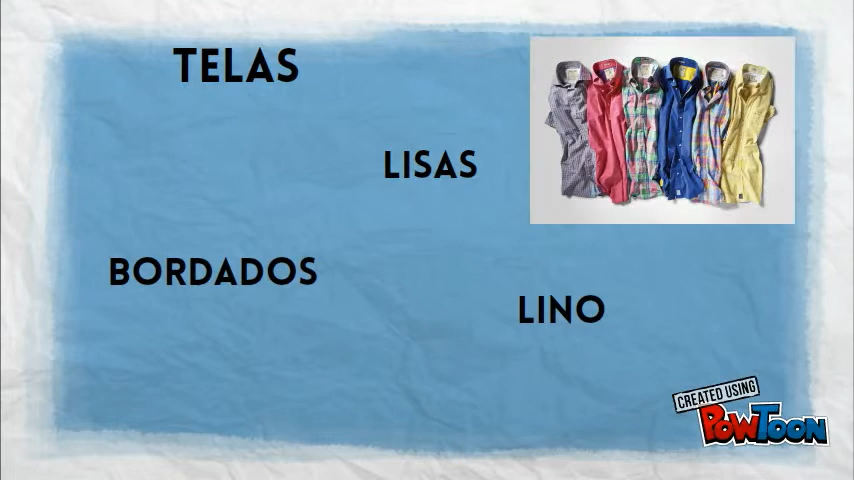 TELAS
LISAS
BORDADOS
LINO
CREATED USING
POWTOON